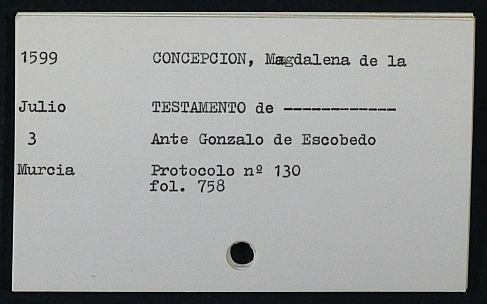 1599 CONCEPCION, Magdalena de la
Julio TESTAMENTO de ------------
3 Ante Gonzalo de Escobedo
Murcia Protocolo nº 130
fol. 758